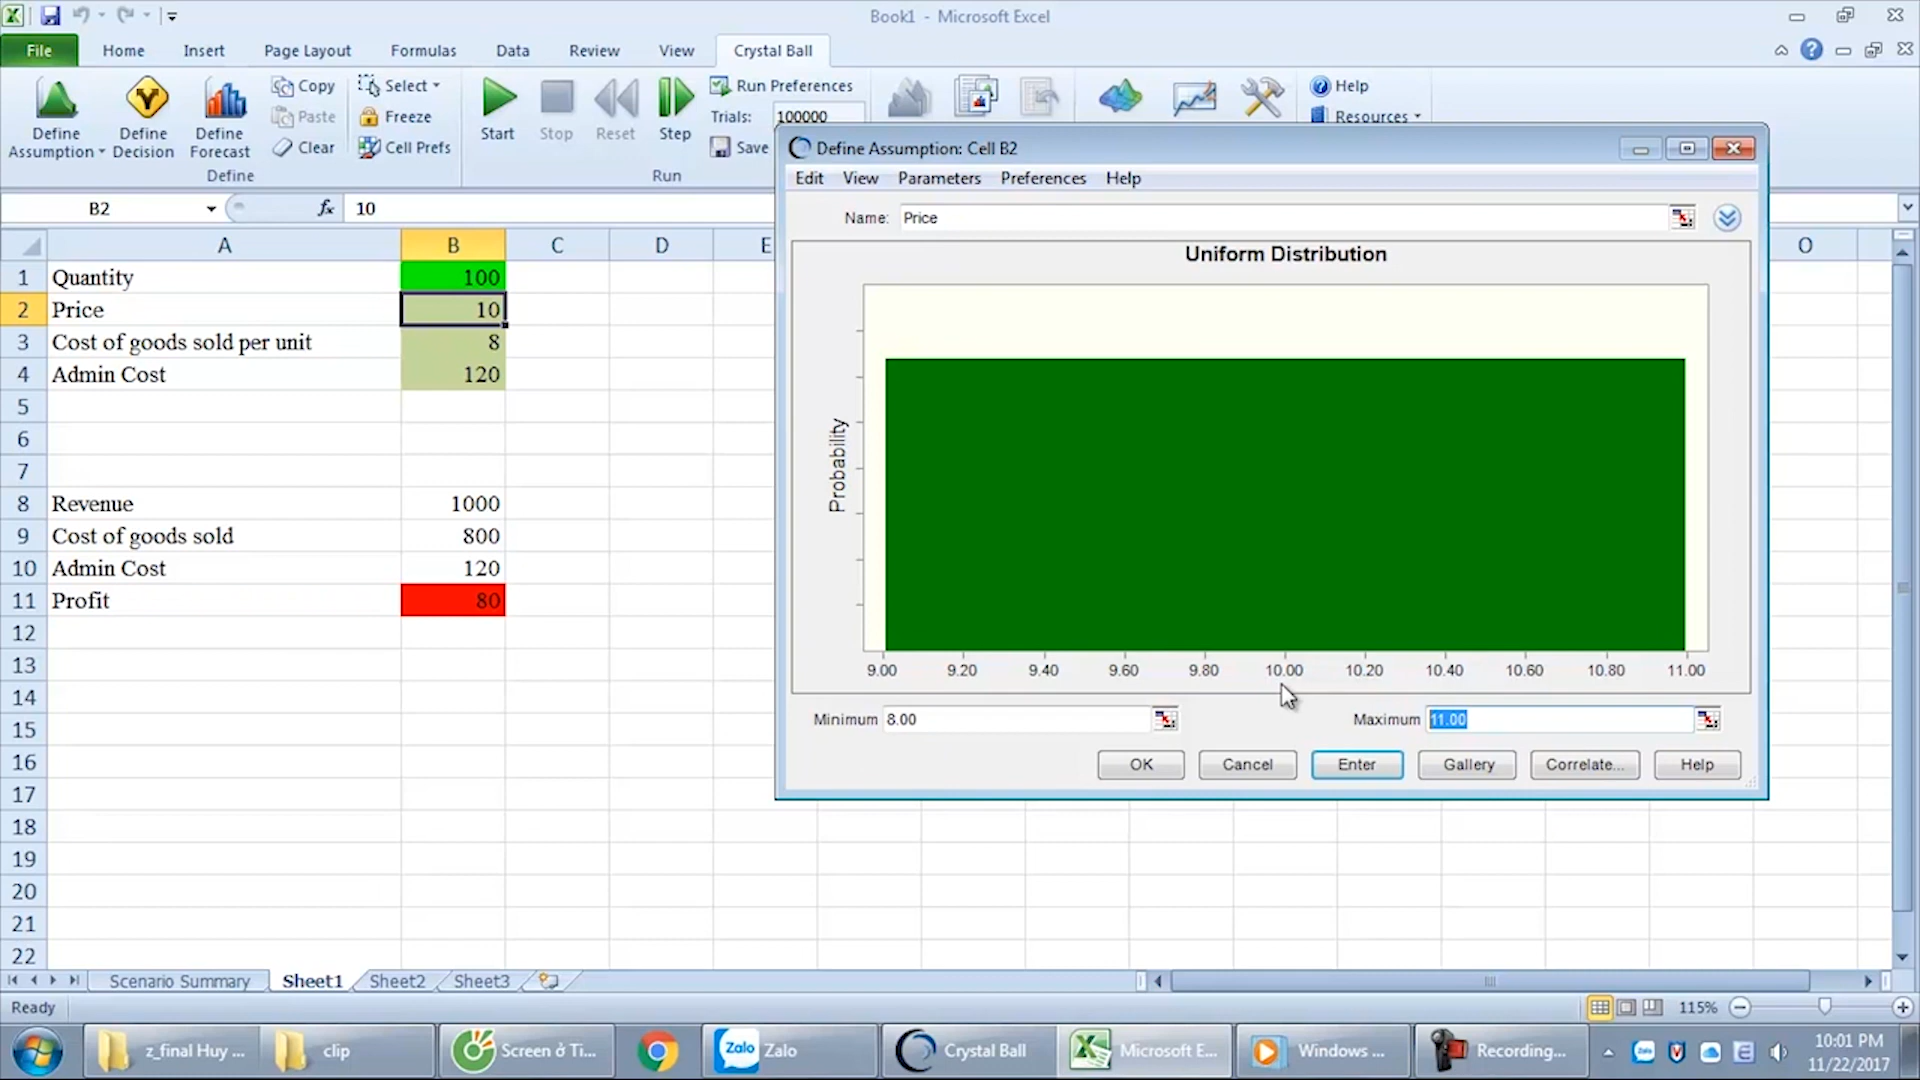 Book1 - Microsoft Excel
File Home Insert Page Layout Formulas Data Review View Crystal Ball
Define Assumption
Define Decision
Define Forecast
Copy
Paste
Clear
Define
Select
Freeze
Cell Prefs
Start
Stop
Reset
Step
Run Preferences
Trials: 100000
Save
Run
Help
Resources
B2 fx 10
A B C D E O
1 Quantity 100
2 Price 10
3 Cost of goods sold per unit 8
4 Admin Cost 120
5
6
7
8 Revenue 1000
9 Cost of goods sold 800
10 Admin Cost 120
11 Profit 80
12
13
14
15
16
17
18
19
20
21
22
Define Assumption: Cell B2
Edit View Parameters Preferences Help
Name: Price
Uniform Distribution
Probability
9.00 9.20 9.40 9.60 9.80 10.00 10.20 10.40 10.60 10.80 11.00
Minimum 8.00 Maximum 11.00
OK Cancel Enter Gallery Correlate... Help
Scenario Summary Sheet1 Sheet2 Sheet3
Ready 115%
z_final Huy ... clip Screen ở Ti... Zalo Zalo Crystal Ball Microsoft E... Windows ... Recording...
10:01 PM
11/22/2017